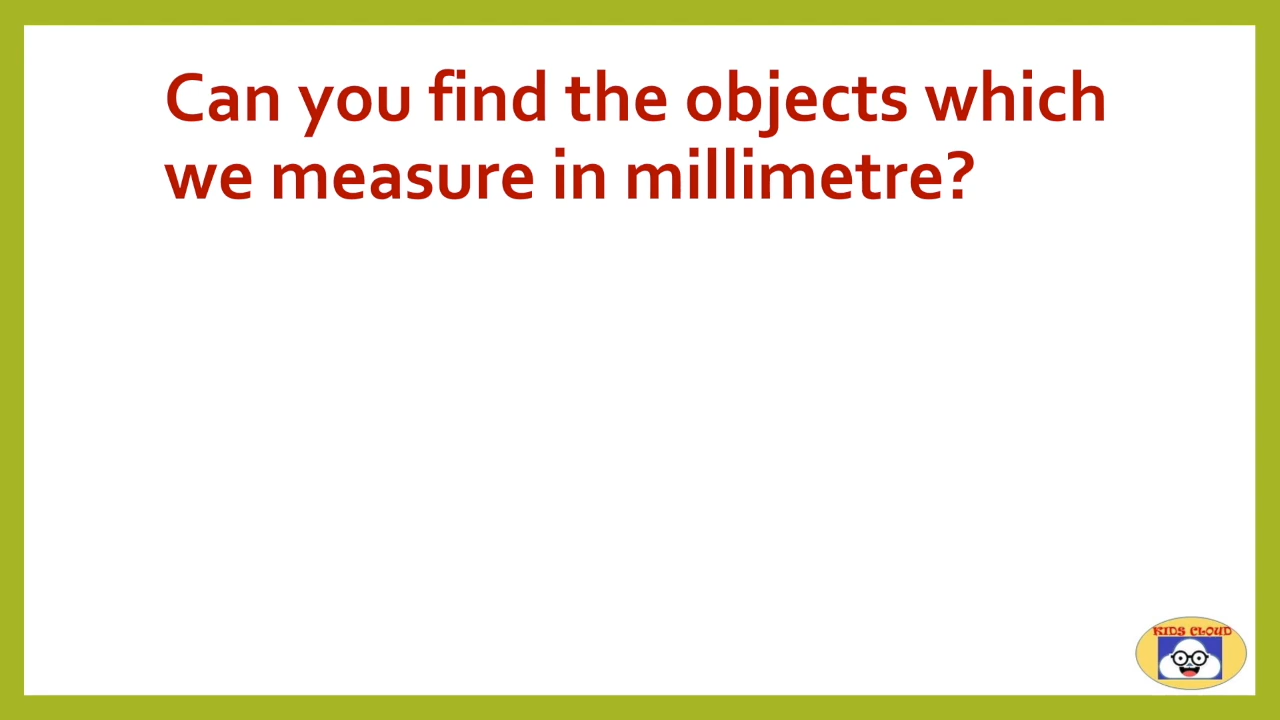 Can you find the objects which
we measure in millimetre?
KIDS CLOUD